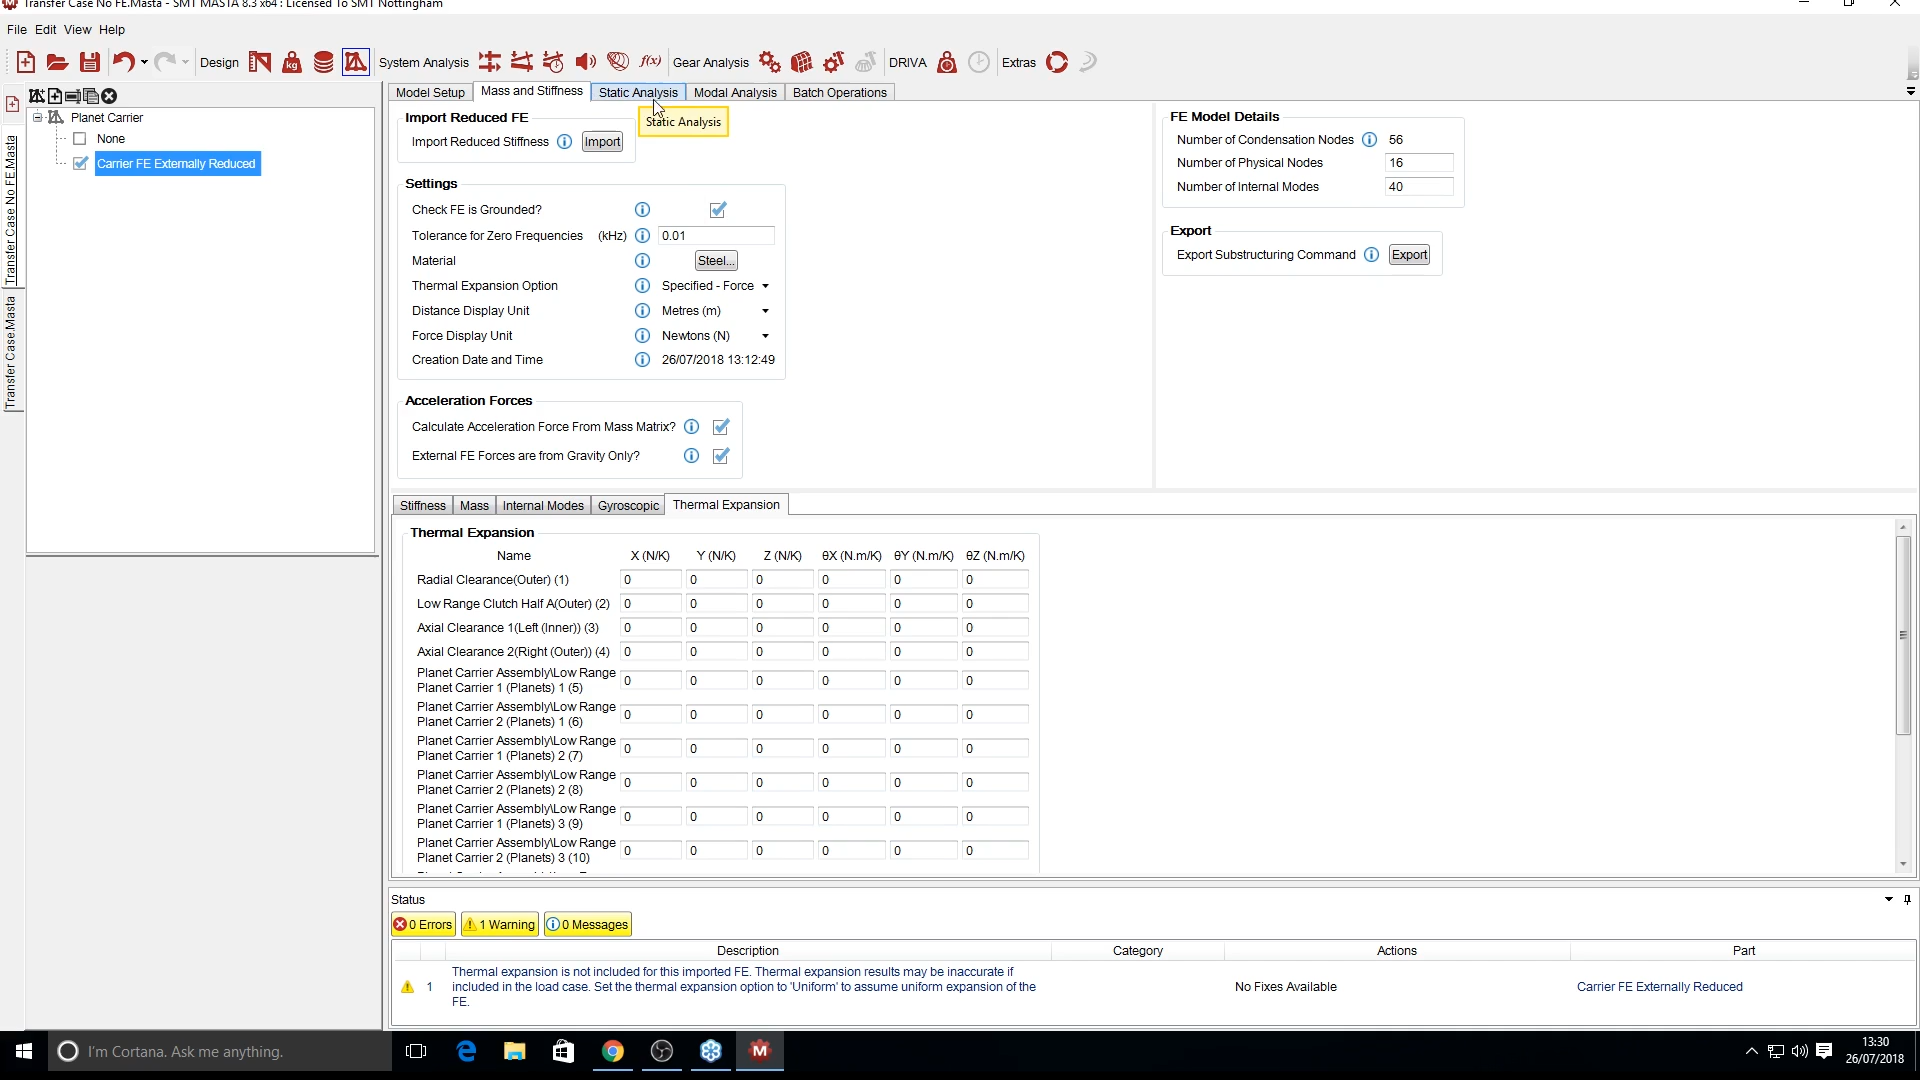 Transfer Case No FE.Masta - SMT MASTA 8.3 x64 : Licensed To SMT Nottingham
File Edit View Help
Design kg System Analysis f(x) Gear Analysis DRIVA Extras
Model Setup Mass and Stiffness Static Analysis Modal Analysis Batch Operations
Transfer Case No FE.Masta
Transfer Case.Masta
Planet Carrier
None
Carrier FE Externally Reduced
Import Reduced FE
Static Analysis
Import Reduced Stiffness Import
Settings
Check FE is Grounded?
Tolerance for Zero Frequencies (kHz) 0.01
Material Steel...
Thermal Expansion Option Specified - Force
Distance Display Unit Metres (m)
Force Display Unit Newtons (N)
Creation Date and Time 26/07/2018 13:12:49
Acceleration Forces
Calculate Acceleration Force From Mass Matrix?
External FE Forces are from Gravity Only?
FE Model Details
Number of Condensation Nodes 56
Number of Physical Nodes 16
Number of Internal Modes 40
Export
Export Substructuring Command Export
Stiffness Mass Internal Modes Gyroscopic Thermal Expansion
Thermal Expansion
Name X (N/K) Y (N/K) Z (N/K) θX (N.m/K) θY (N.m/K) θZ (N.m/K)
Radial Clearance(Outer) (1) 0 0 0 0 0 0
Low Range Clutch Half A(Outer) (2) 0 0 0 0 0 0
Axial Clearance 1(Left (Inner)) (3) 0 0 0 0 0 0
Axial Clearance 2(Right (Outer)) (4) 0 0 0 0 0 0
Planet Carrier Assembly\Low Range
Planet Carrier 1 (Planets) 1 (5) 0 0 0 0 0 0
Planet Carrier Assembly\Low Range
Planet Carrier 2 (Planets) 1 (6) 0 0 0 0 0 0
Planet Carrier Assembly\Low Range
Planet Carrier 1 (Planets) 2 (7) 0 0 0 0 0 0
Planet Carrier Assembly\Low Range
Planet Carrier 2 (Planets) 2 (8) 0 0 0 0 0 0
Planet Carrier Assembly\Low Range
Planet Carrier 1 (Planets) 3 (9) 0 0 0 0 0 0
Planet Carrier Assembly\Low Range
Planet Carrier 2 (Planets) 3 (10) 0 0 0 0 0 0
Status
0 Errors 1 Warning 0 Messages
Description Category Actions Part
1 Thermal expansion is not included for this imported FE. Thermal expansion results may be inaccurate if
included in the load case. Set the thermal expansion option to 'Uniform' to assume uniform expansion of the
FE.
No Fixes Available Carrier FE Externally Reduced
I'm Cortana. Ask me anything.
M
13:30
26/07/2018